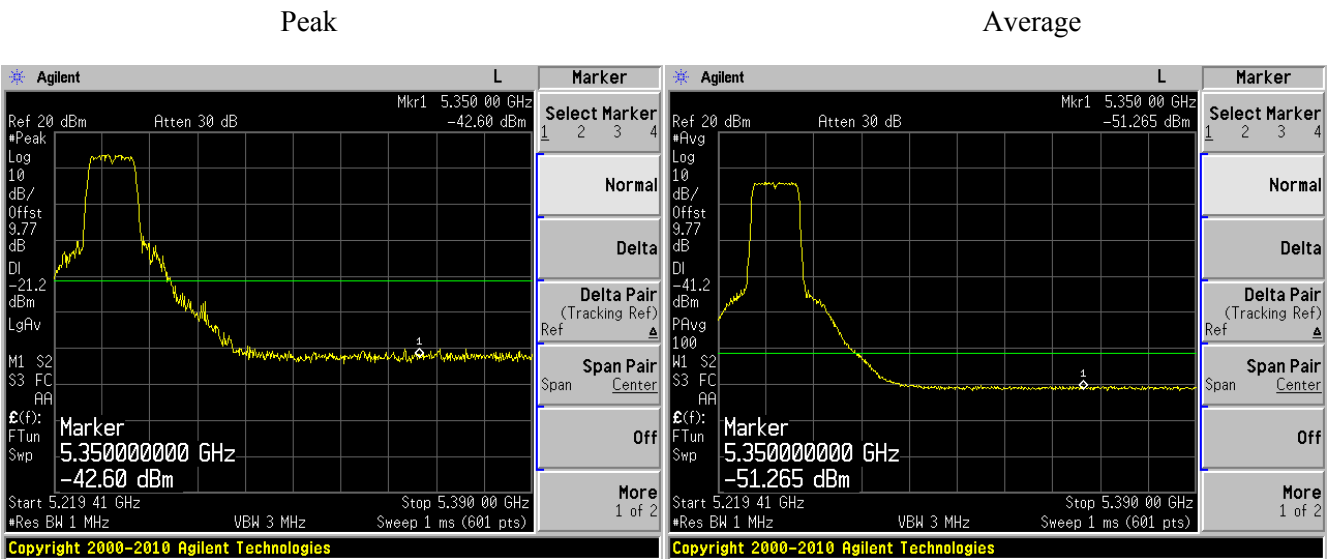 Peak
Average
Agilent L
Marker
Mkr1 5.350 00 GHz
Ref 20 dBm Atten 30 dB -42.60 dBm
#Peak
Log
10
dB/
Offst
9.77
dB
DI
-21.2
dBm
LgAv
M1 S2
S3 FC
AA
£(f):
FTun
Swp
1
Marker
5.350000000 GHz
-42.60 dBm
Start 5.219 41 GHz Stop 5.390 00 GHz
#Res BW 1 MHz VBW 3 MHz Sweep 1 ms (601 pts)
Select Marker
1 2 3 4
Normal
Delta
Delta Pair
(Tracking Ref)
Ref Δ
Span Pair
Span Center
Off
More
1 of 2
Copyright 2000-2010 Agilent Technologies
Agilent L
Marker
Mkr1 5.350 00 GHz
Ref 20 dBm Atten 30 dB -51.265 dBm
#Avg
Log
10
dB/
Offst
9.77
dB
DI
-41.2
dBm
PAvg
100
W1 S2
S3 FC
AA
£(f):
FTun
Swp
1
Marker
5.350000000 GHz
-51.265 dBm
Start 5.219 41 GHz Stop 5.390 00 GHz
#Res BW 1 MHz VBW 3 MHz Sweep 1 ms (601 pts)
Select Marker
1 2 3 4
Normal
Delta
Delta Pair
(Tracking Ref)
Ref Δ
Span Pair
Span Center
Off
More
1 of 2
Copyright 2000-2010 Agilent Technologies